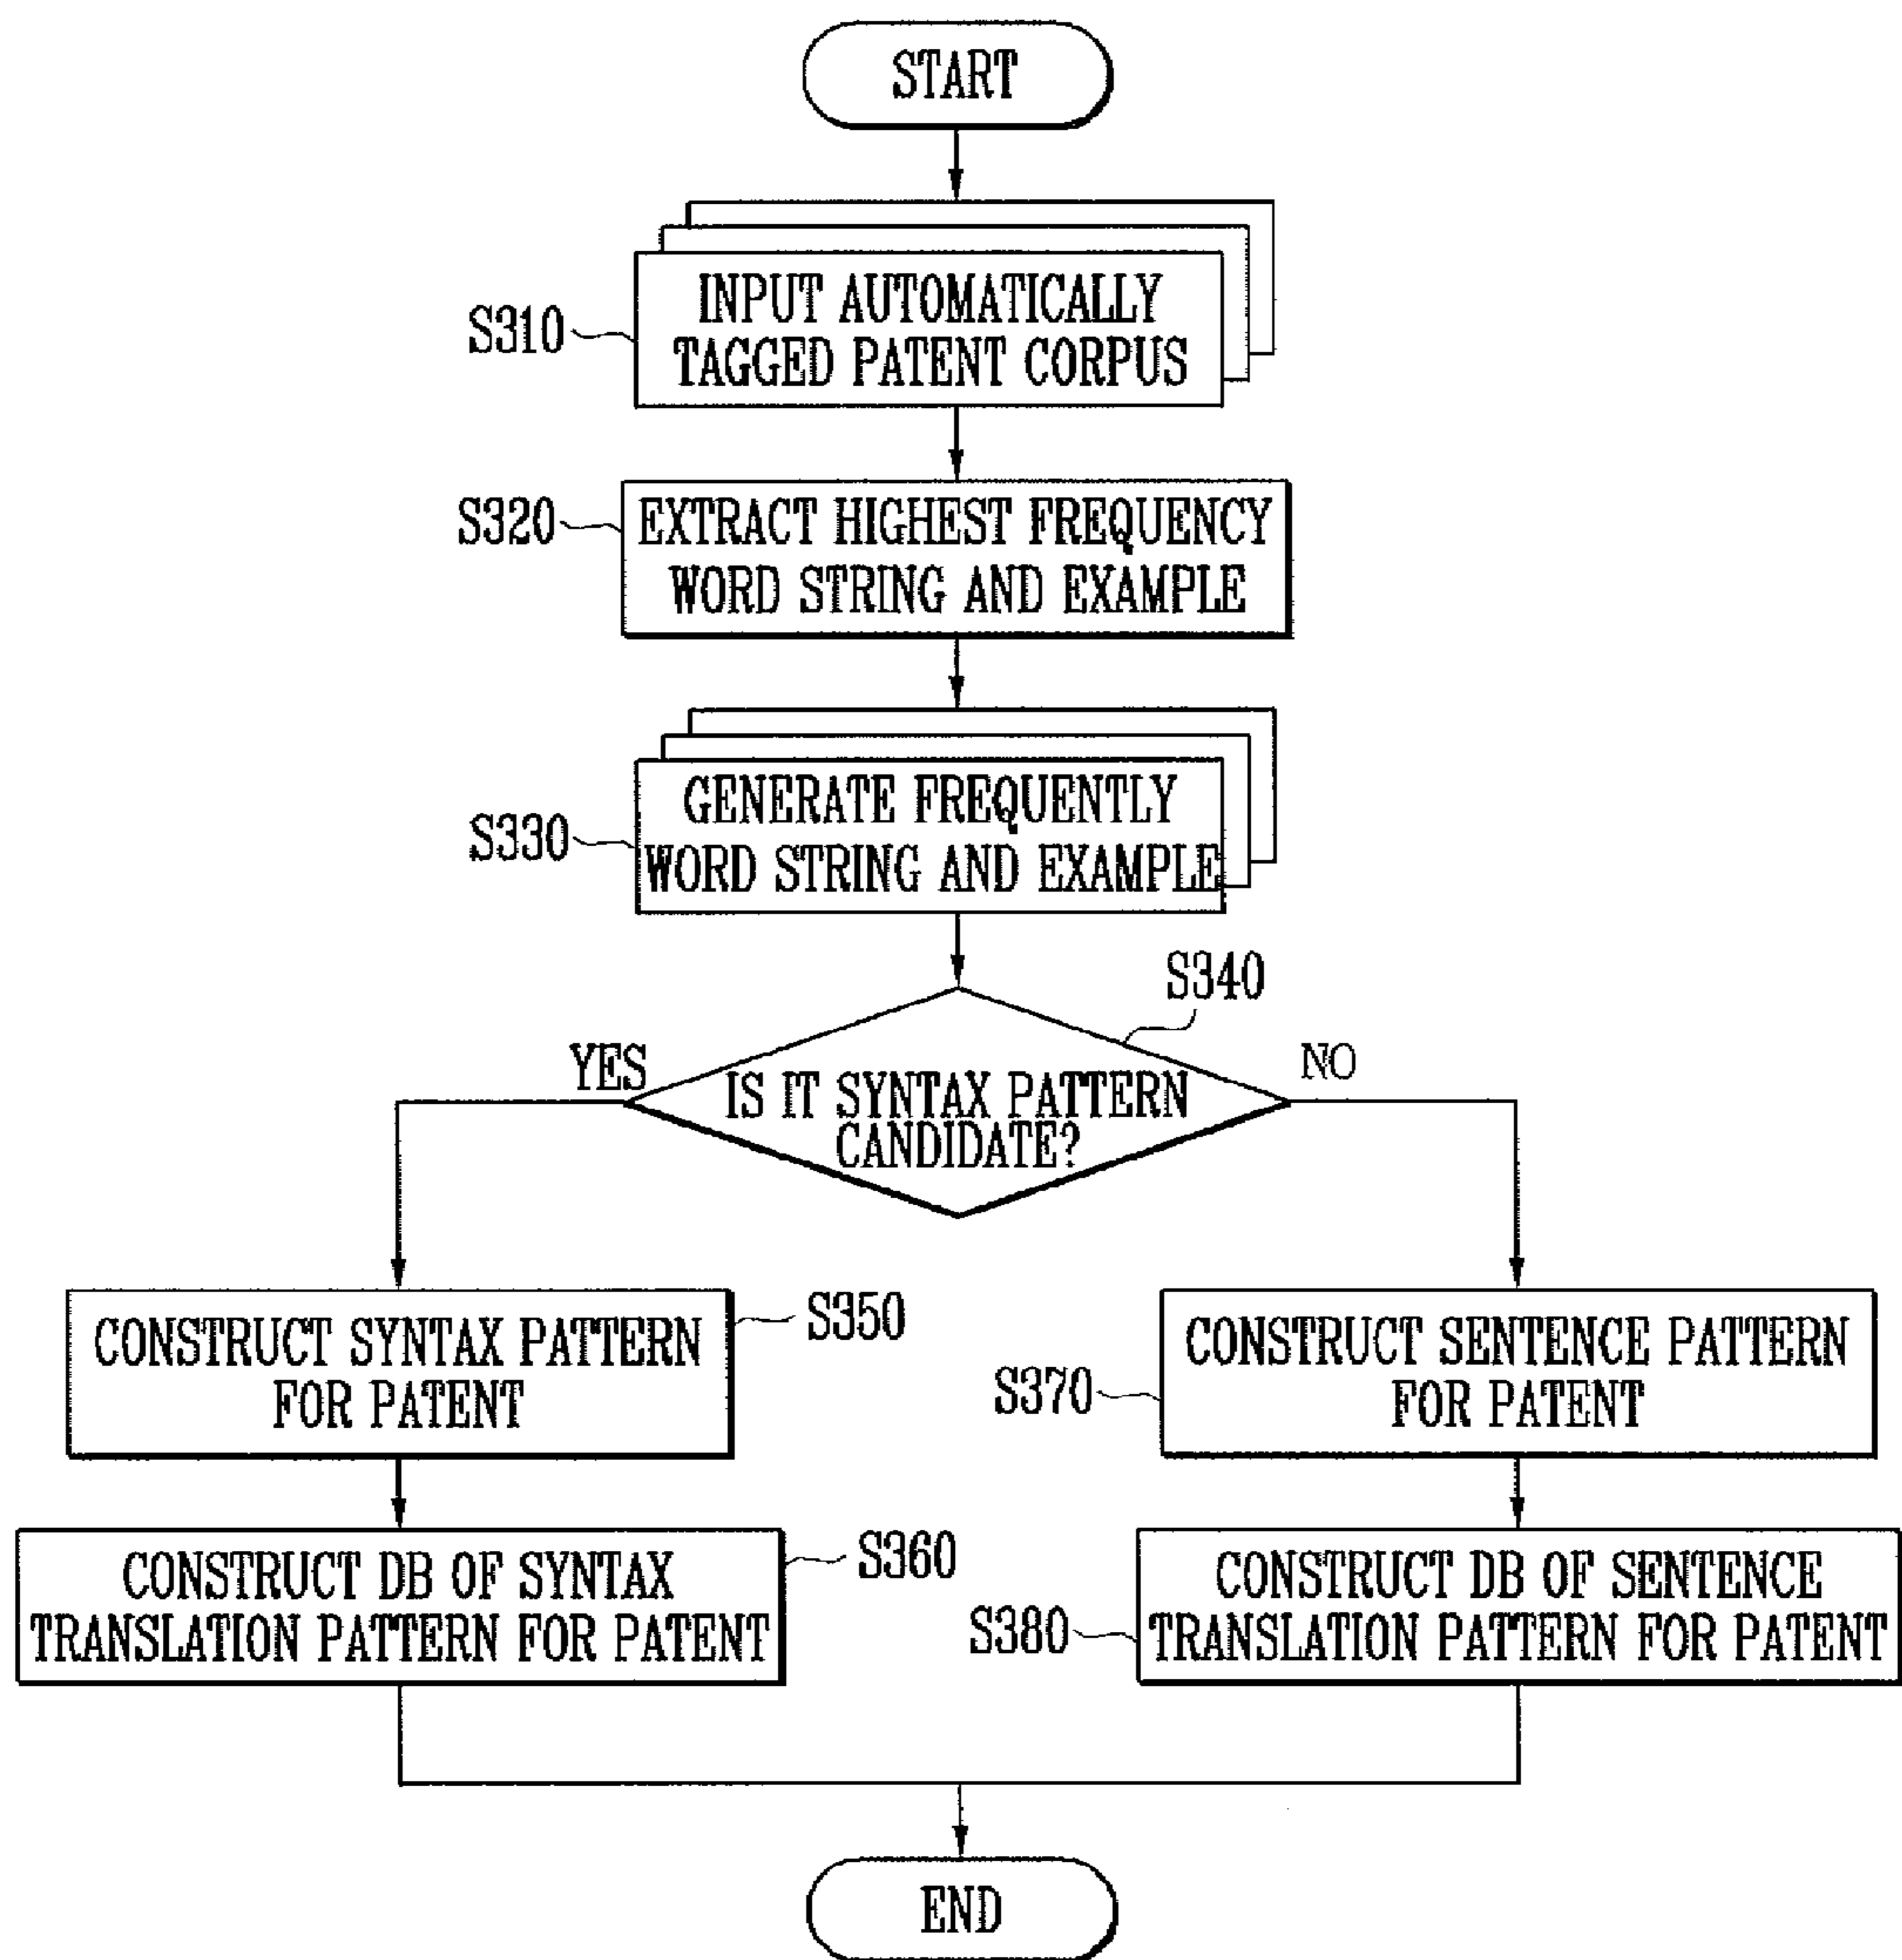 START
S310
INPUT AUTOMATICALLY
TAGGED PATENT CORPUS
S320
EXTRACT HIGHEST FREQUENCY
WORD STRING AND EXAMPLE
S330
GENERATE FREQUENTLY
WORD STRING AND EXAMPLE
S340
YES
NO
IS IT SYNTAX PATTERN
CANDIDATE?
CONSTRUCT SYNTAX PATTERN
FOR PATENT
S350
S370
CONSTRUCT SENTENCE PATTERN
FOR PATENT
CONSTRUCT DB OF SYNTAX
TRANSLATION PATTERN FOR PATENT
S360
S380
CONSTRUCT DB OF SENTENCE
TRANSLATION PATTERN FOR PATENT
END